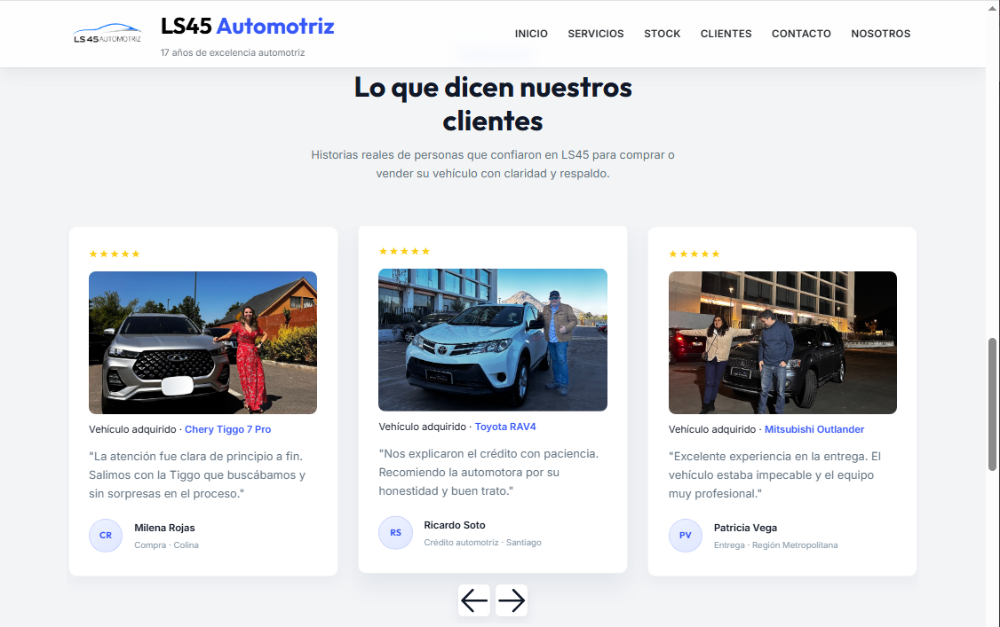 LS45AUTOMOTRIZ
LS45 Automotriz
17 años de excelencia automotriz
INICIO
SERVICIOS
STOCK
CLIENTES
CONTACTO
NOSOTROS
Lo que dicen nuestros
clientes
Historias reales de personas que confiaron en LS45 para comprar o
vender su vehículo con claridad y respaldo.
★★★★★
Vehículo adquirido · Chery Tiggo 7 Pro
"La atención fue clara de principio a fin.
Salimos con la Tiggo que buscábamos y
sin sorpresas en el proceso."
CR
Milena Rojas
Compra · Colina
★★★★★
Vehículo adquirido · Toyota RAV4
"Nos explicaron el crédito con paciencia.
Recomiendo la automotora por su
honestidad y buen trato."
RS
Ricardo Soto
Crédito automotriz · Santiago
★★★★★
Vehículo adquirido · Mitsubishi Outlander
"Excelente experiencia en la entrega. El
vehículo estaba impecable y el equipo
muy profesional."
PV
Patricia Vega
Entrega · Región Metropolitana